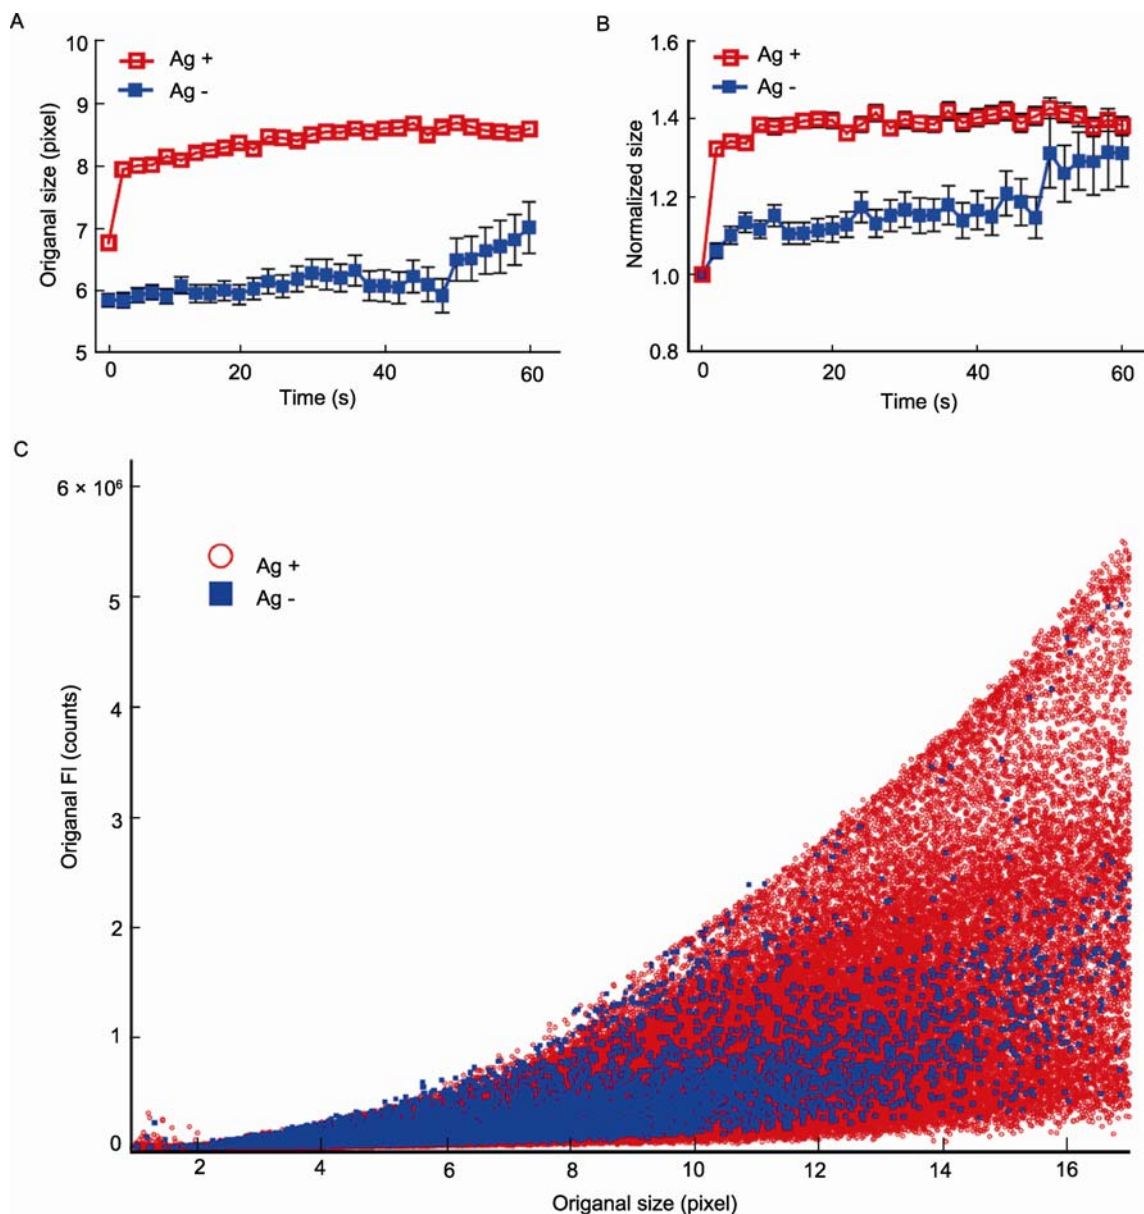 A
10
9
8
7
6
5
Origanal size (pixel)
Ag +
Ag -
0
20
40
60
Time (s)
B
1.6
1.4
1.2
1.0
0.8
Normalized size
Ag +
Ag -
0
20
40
60
Time (s)
C
6 × 10⁶
5
4
3
2
1
0
Origanal FI (counts)
Ag +
Ag -
2
4
6
8
10
12
14
16
Origanal size (pixel)